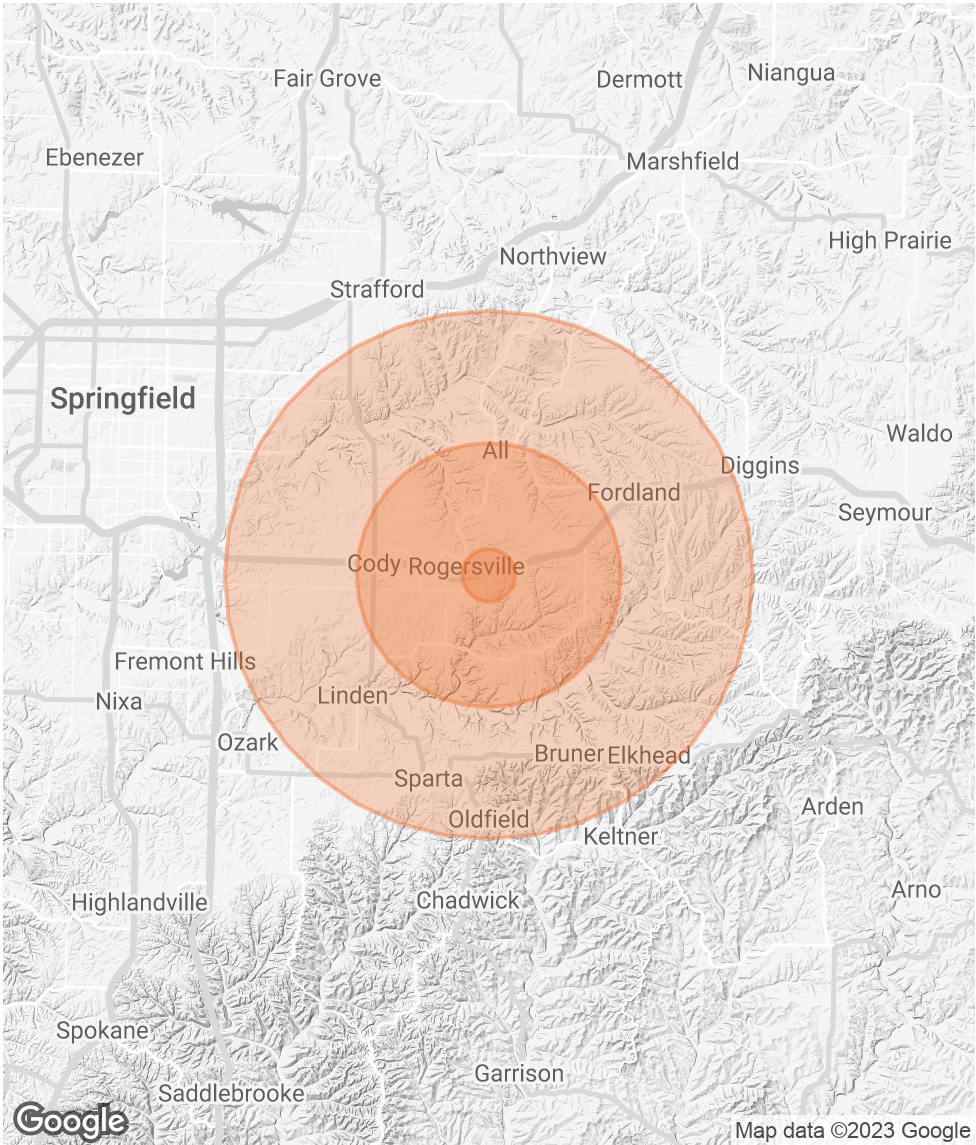 Fair Grove
Dermott
Niangua
Ebenezer
Marshfield
High Prairie
Northview
Strafford
Springfield
Waldo
All
Diggins
Fordland
Seymour
Cody
Rogersville
Fremont Hills
Linden
Nixa
Ozark
Bruner
Elkhead
Sparta
Arden
Oldfield
Keltner
Arno
Chadwick
Highlandville
Spokane
Garrison
Saddlebrooke
Google
Map data ©2023 Google